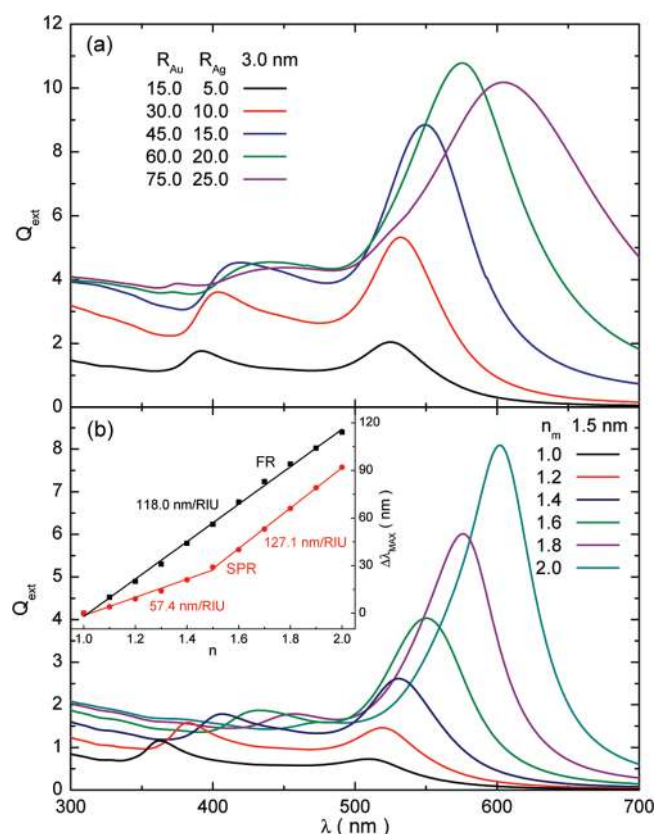 12
10
8
6
4
2
0
Q_ext
(a)
R_Au R_Ag 3.0 nm
15.0 5.0
30.0 10.0
45.0 15.0
60.0 20.0
75.0 25.0
8
7
6
5
4
3
2
1
0
Q_ext
(b)
FR
118.0 nm/RIU
127.1 nm/RIU
SPR
57.4 nm/RIU
120
90
60
30
0
Δλ_MAX (nm)
1.0 1.2 1.4 1.6 1.8 2.0
n
n_m 1.5 nm
1.0
1.2
1.4
1.6
1.8
2.0
300 400 500 600 700
λ ( nm )